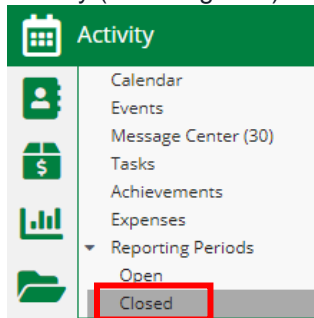 Activity
Calendar
Events
Message Center (30)
Tasks
Achievements
Expenses
Reporting Periods
Open
Closed